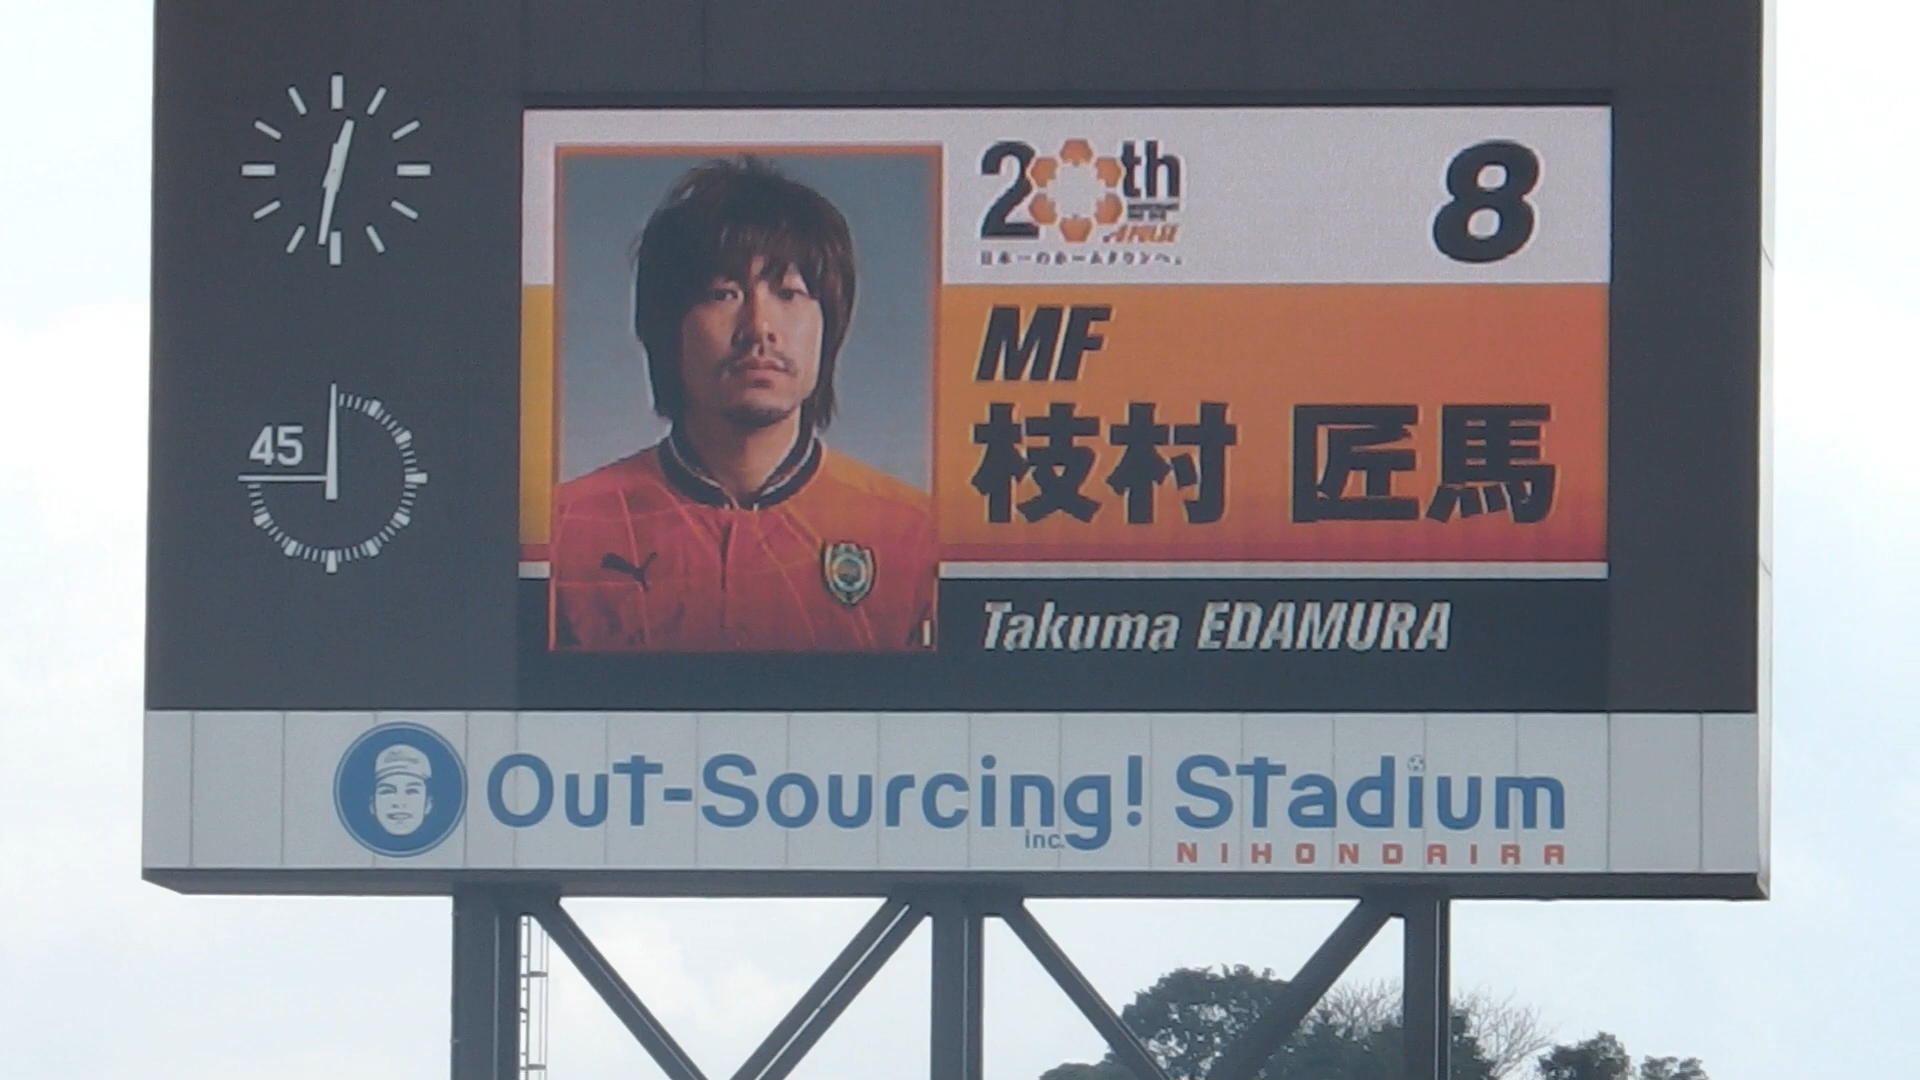 20th
S-PULSE
日本一のホームタウンへ。
8
MF
枝村 匠馬
Takuma EDAMURA
45
Out-Sourcing! Stadium
inc.
NIHONDAIRA